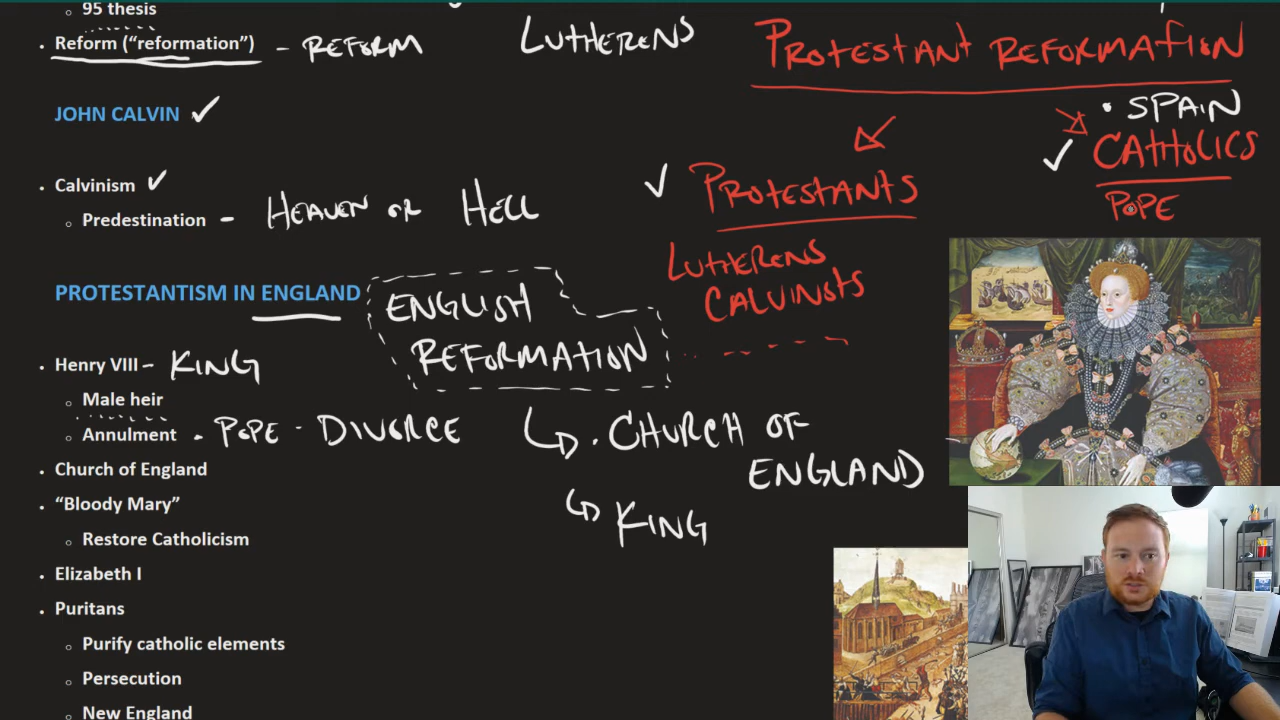 95 thesis
Reform (“reformation”) - REFORM
LUTHERENS
PROTESTANT REFORMATION
• SPAIN
CATHOLICS
POPE
JOHN CALVIN ✓
PROTESTANTS
LUTHERENS
CALVINSTS
Calvinism ✓
Predestination - HEAVEN OR HELL
PROTESTANTISM IN ENGLAND
ENGLISH
REFORMATION
Henry VIII - KING
Male heir
Annulment - POPE - DIVORCE
• CHURCH OF
ENGLAND
KING
Church of England
“Bloody Mary”
Restore Catholicism
Elizabeth I
Puritans
Purify catholic elements
Persecution
New England